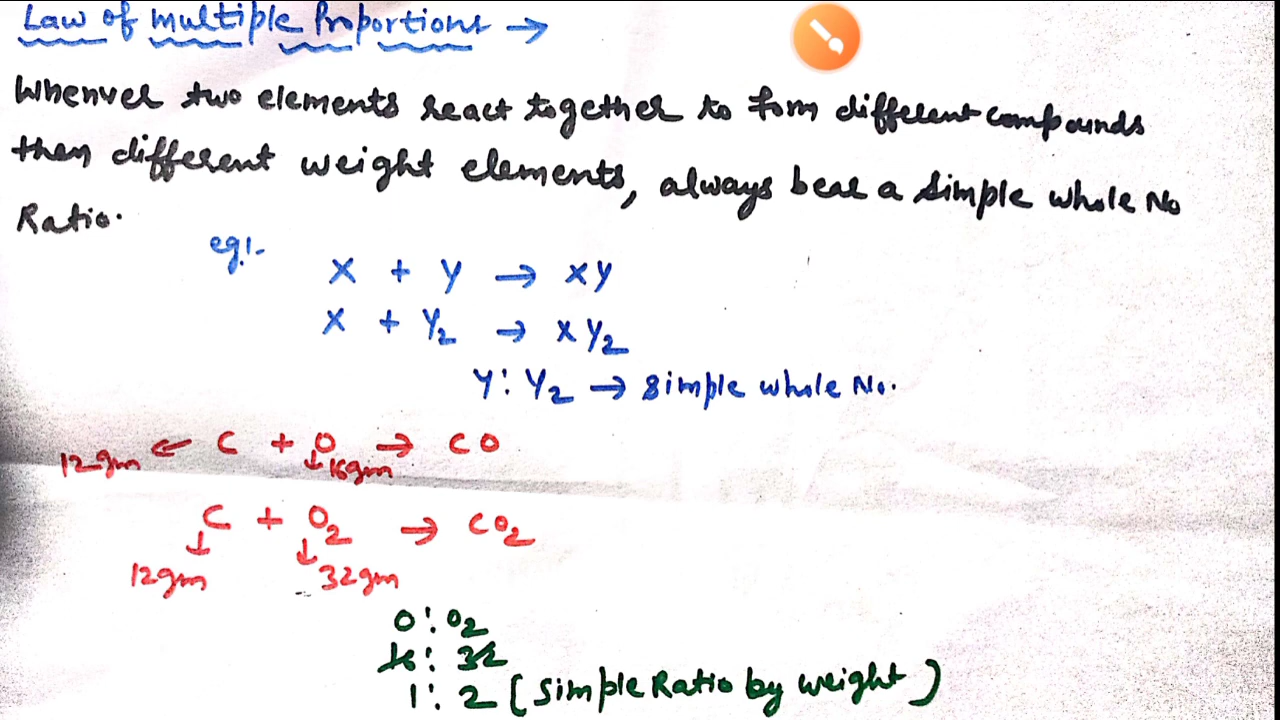 Law of multiple Proportions →
Whenver two elements react together to form different compounds
then different weight elements, always bear a simple whole No
Ratio.
eg!-
X + Y → XY
X + Y₂ → XY₂
Y : Y₂ → simple whole No.
12gm ← C + O → CO
↓ 16gm
C + O₂ → CO₂
↓ ↓
12gm 32gm
O : O₂
16 : 32
1 : 2 (Simple Ratio by weight)